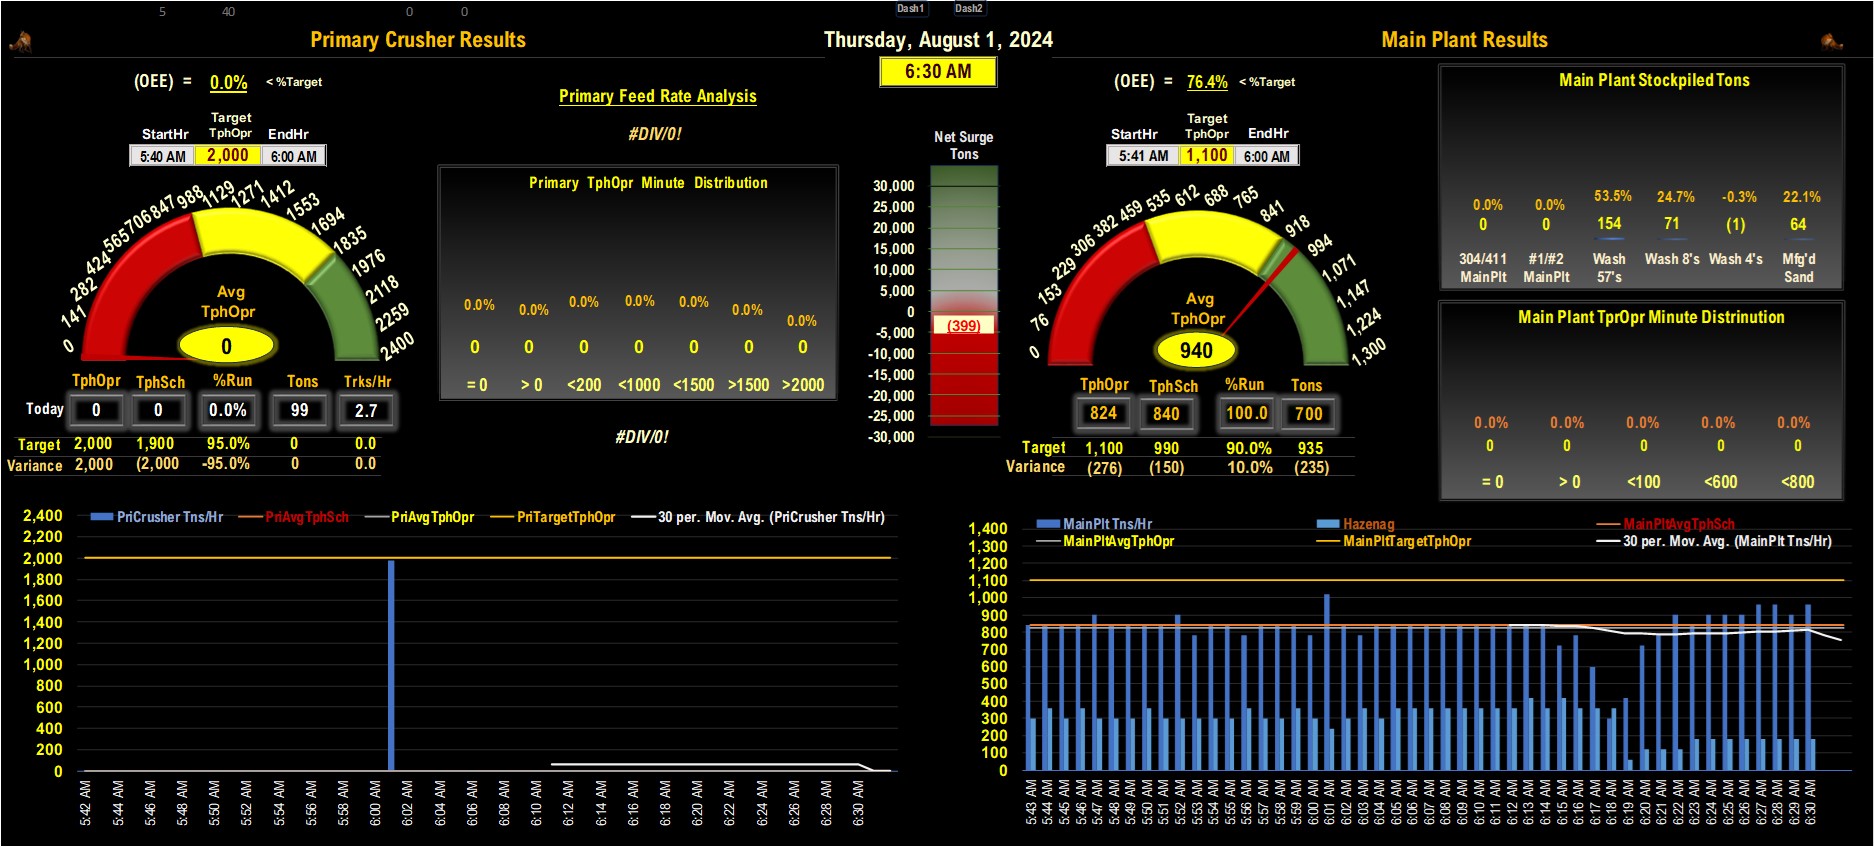 5 40 0 0 Dash1 Dash2
Primary Crusher Results
Thursday, August 1, 2024
Main Plant Results
6:30 AM
(OEE) = 0.0% < %Target
Target
StartHr TphOpr EndHr
5:40 AM 2,000 6:00 AM
0 141 282 424 565 706 847 988 1129 1271 1412 1553 1694 1835 1976 2118 2259 2400
Avg
TphOpr
0
TphOpr TphSch %Run Tons Trks/Hr
Today 0 0 0.0% 99 2.7
Target 2,000 1,900 95.0% 0 0.0
Variance 2,000 (2,000 -95.0% 0 0.0
Primary Feed Rate Analysis
#DIV/0!
Primary TphOpr Minute Distribution
0.0% 0.0% 0.0% 0.0% 0.0% 0.0% 0.0%
0 0 0 0 0 0 0
= 0 > 0 <200 <1000 <1500 >1500 >2000
#DIV/0!
Net Surge
Tons
30,000
25,000
20,000
15,000
10,000
5,000
0
(399)
-5,000
-10,000
-15,000
-20,000
-25,000
-30,000
(OEE) = 76.4% < %Target
Target
StartHr TphOpr EndHr
5:41 AM 1,100 6:00 AM
0 76 153 229 306 382 459 535 612 688 765 841 918 994 1,071 1,147 1,224 1,300
Avg
TphOpr
940
TphOpr TphSch %Run Tons
824 840 100.0 700
Target 1,100 990 90.0% 935
Variance (276) (150) 10.0% (235)
Main Plant Stockpiled Tons
0.0% 0.0% 53.5% 24.7% -0.3% 22.1%
0 0 154 71 (1) 64
304/411 #1/#2 Wash Wash 8's Wash 4's Mfg'd
MainPlt MainPlt 57's Sand
Main Plant TprOpr Minute Distrinution
0.0% 0.0% 0.0% 0.0% 0.0%
0 0 0 0 0
= 0 > 0 <100 <600 <800
PriCrusher Tns/Hr PriAvgTphSch PriAvgTphOpr PriTargetTphOpr 30 per. Mov. Avg. (PriCrusher Tns/Hr)
2,400
2,200
2,000
1,800
1,600
1,400
1,200
1,000
800
600
400
200
0
5:42 AM 5:44 AM 5:46 AM 5:48 AM 5:50 AM 5:52 AM 5:54 AM 5:56 AM 5:58 AM 6:00 AM 6:02 AM 6:04 AM 6:06 AM 6:08 AM 6:10 AM 6:12 AM 6:14 AM 6:16 AM 6:18 AM 6:20 AM 6:22 AM 6:24 AM 6:26 AM 6:28 AM 6:30 AM
MainPlt Tns/Hr Hazenag MainPltAvgTphSch
MainPltAvgTphOpr MainPltTargetTphOpr 30 per. Mov. Avg. (MainPlt Tns/Hr)
1,400
1,300
1,200
1,100
1,000
900
800
700
600
500
400
300
200
100
0
5:43 AM 5:44 AM 5:45 AM 5:46 AM 5:47 AM 5:48 AM 5:49 AM 5:50 AM 5:51 AM 5:52 AM 5:53 AM 5:54 AM 5:55 AM 5:56 AM 5:57 AM 5:58 AM 5:59 AM 6:00 AM 6:01 AM 6:02 AM 6:03 AM 6:04 AM 6:05 AM 6:06 AM 6:07 AM 6:08 AM 6:09 AM 6:10 AM 6:11 AM 6:12 AM 6:13 AM 6:14 AM 6:15 AM 6:16 AM 6:17 AM 6:18 AM 6:19 AM 6:20 AM 6:21 AM 6:22 AM 6:23 AM 6:24 AM 6:25 AM 6:26 AM 6:27 AM 6:28 AM 6:29 AM 6:30 AM